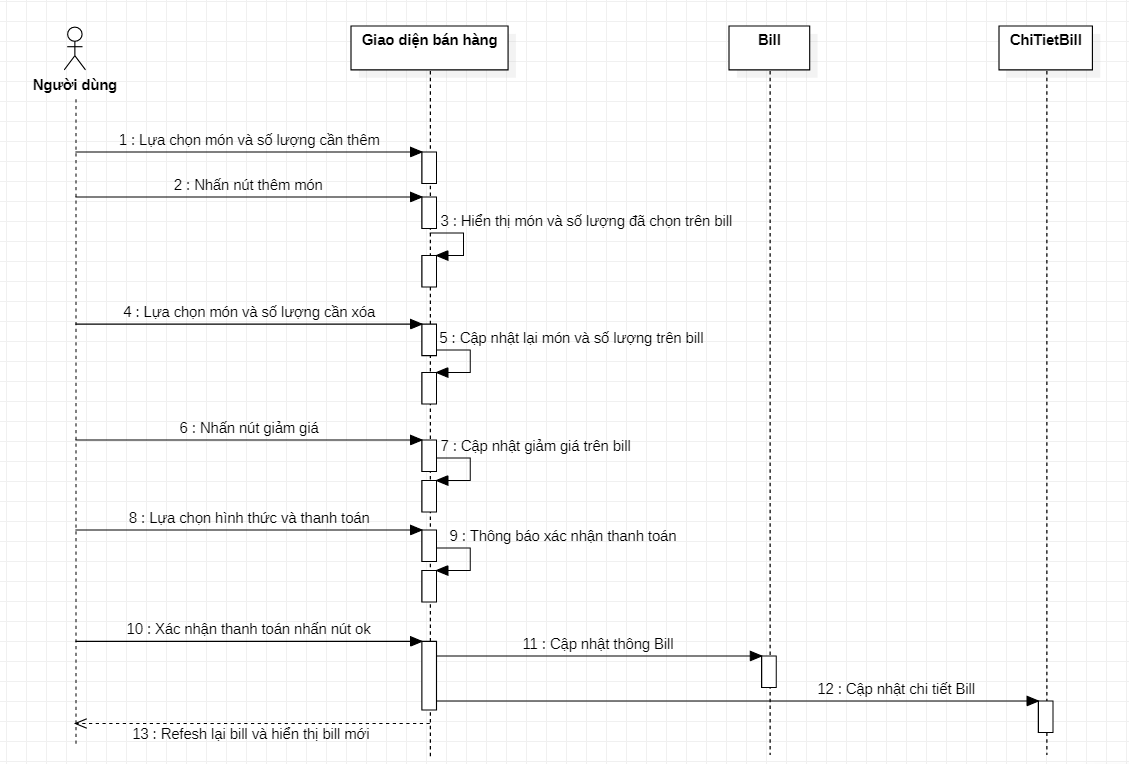 Người dùng
Giao diện bán hàng
Bill
ChiTietBill
1 : Lựa chọn món và số lượng cần thêm
2 : Nhấn nút thêm món
3 : Hiển thị món và số lượng đã chọn trên bill
4 : Lựa chọn món và số lượng cần xóa
5 : Cập nhật lại món và số lượng trên bill
6 : Nhấn nút giảm giá
7 : Cập nhật giảm giá trên bill
8 : Lựa chọn hình thức và thanh toán
9 : Thông báo xác nhận thanh toán
10 : Xác nhận thanh toán nhấn nút ok
11 : Cập nhật thông Bill
12 : Cập nhật chi tiết Bill
13 : Refesh lại bill và hiển thị bill mới